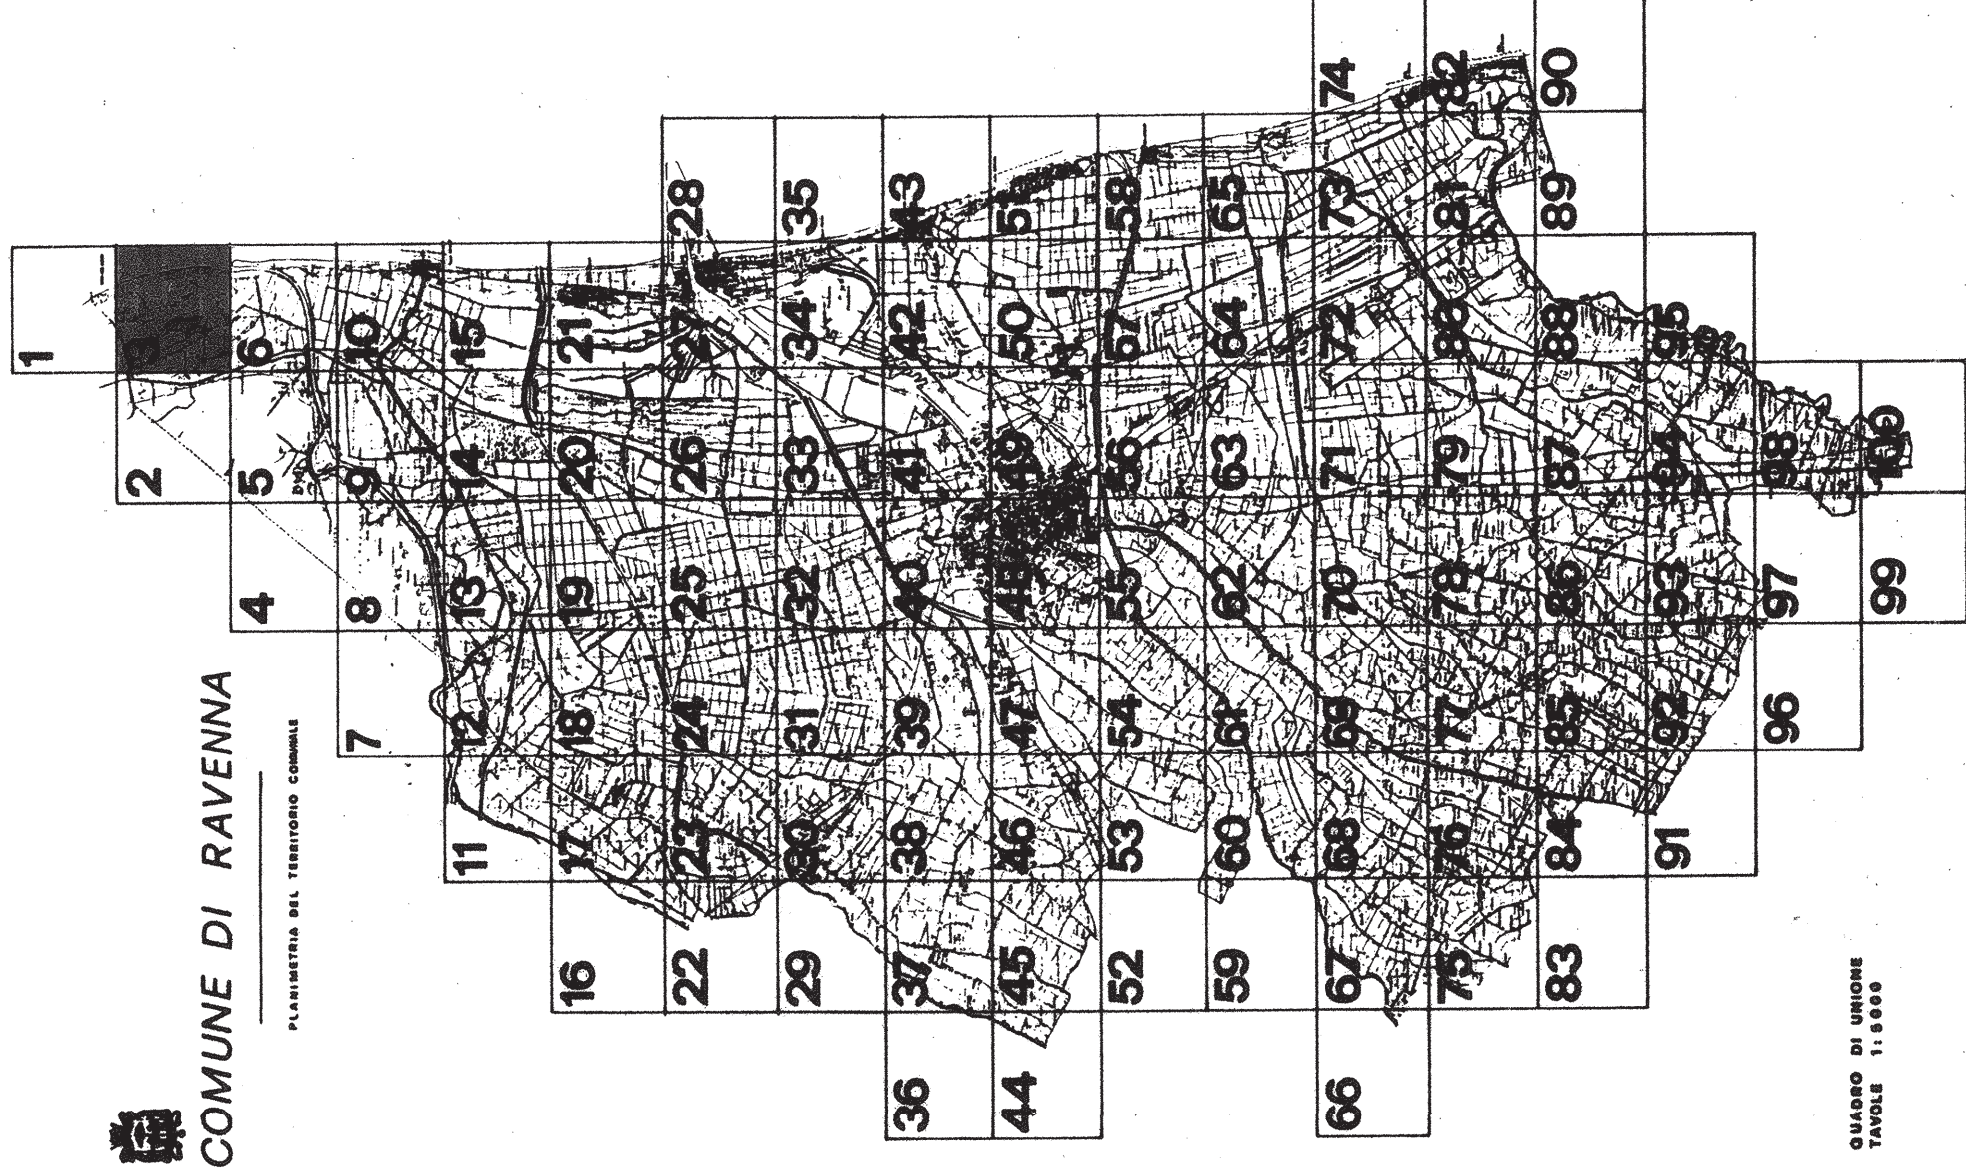 COMUNE DI RAVENNA
PLANIMETRIA DEL TERRITORIO COMUNALE
1
2 3
4 5 6
7 8 9 10
11 12 13 14 15
16 17 18 19 20 21
22 23 24 25 26 27 28
29 30 31 32 33 34 35
36 37 38 39 40 41 42 43
44 45 46 47 48 49 50 51
52 53 54 55 56 57 58
59 60 61 62 63 64 65
66 67 68 69 70 71 72 73 74
75 76 77 78 79 80 81 82
83 84 85 86 87 88 89 90
91 92 93 94 95
96 97 98
99 100
QUADRO DI UNIONE
TAVOLE 1:5000